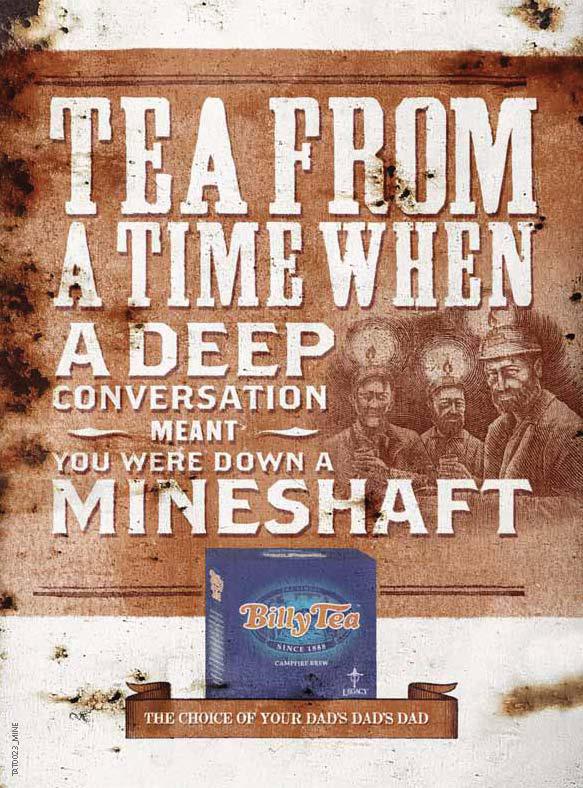 TEA FROM
A TIME WHEN
A DEEP
CONVERSATION
MEANT
YOU WERE DOWN A
MINESHAFT
Billy Tea
SINCE 1888
CAMPFIRE BREW
LEGACY
THE CHOICE OF YOUR DAD'S DAD'S DAD
TRT0023_MINE